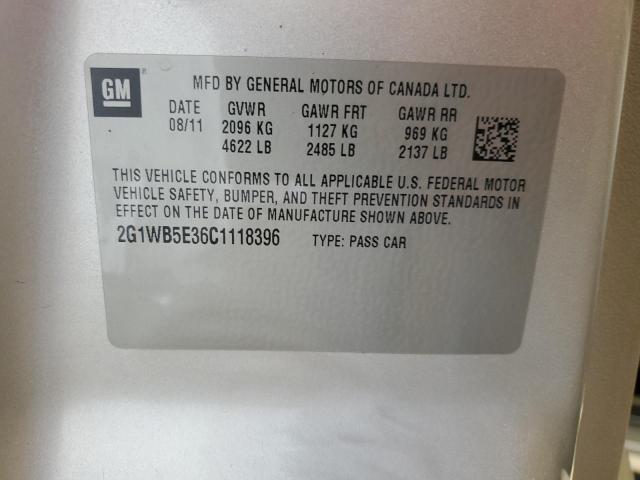 GM ®
MFD BY GENERAL MOTORS OF CANADA LTD.
DATE GVWR GAWR FRT GAWR RR
08/11 2096 KG 1127 KG 969 KG
4622 LB 2485 LB 2137 LB
THIS VEHICLE CONFORMS TO ALL APPLICABLE U.S. FEDERAL MOTOR
VEHICLE SAFETY, BUMPER, AND THEFT PREVENTION STANDARDS IN
EFFECT ON THE DATE OF MANUFACTURE SHOWN ABOVE.
2G1WB5E36C1118396 TYPE: PASS CAR